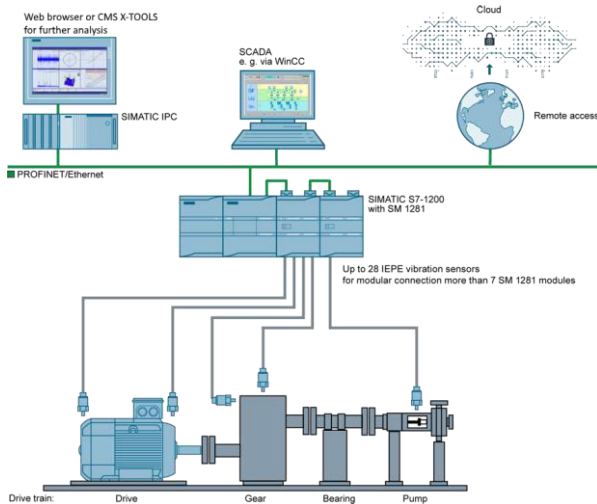 Web browser or CMS X-TOOLS
for further analysis
SIMATIC IPC
SCADA
e. g. via WinCC
Cloud
Remote access
PROFINET/Ethernet
SIMATIC S7-1200
with SM 1281
Up to 28 IEPE vibration sensors
for modular connection more than 7 SM 1281 modules
Drive train:
Drive
Gear
Bearing
Pump